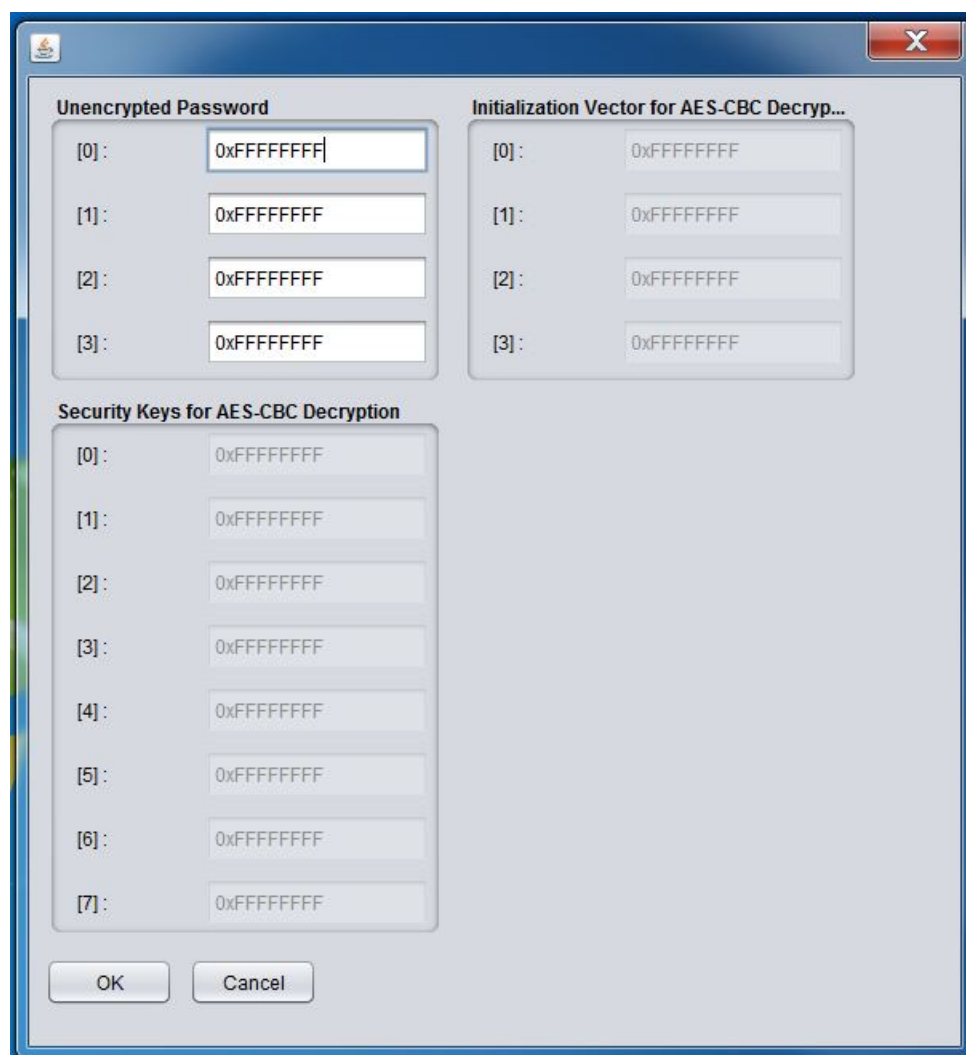 Unencrypted Password
[0] : 0xFFFFFFFF
[1] : 0xFFFFFFFF
[2] : 0xFFFFFFFF
[3] : 0xFFFFFFFF
Initialization Vector for AES-CBC Decryp...
[0] : 0xFFFFFFFF
[1] : 0xFFFFFFFF
[2] : 0xFFFFFFFF
[3] : 0xFFFFFFFF
Security Keys for AES-CBC Decryption
[0] : 0xFFFFFFFF
[1] : 0xFFFFFFFF
[2] : 0xFFFFFFFF
[3] : 0xFFFFFFFF
[4] : 0xFFFFFFFF
[5] : 0xFFFFFFFF
[6] : 0xFFFFFFFF
[7] : 0xFFFFFFFF
OK Cancel